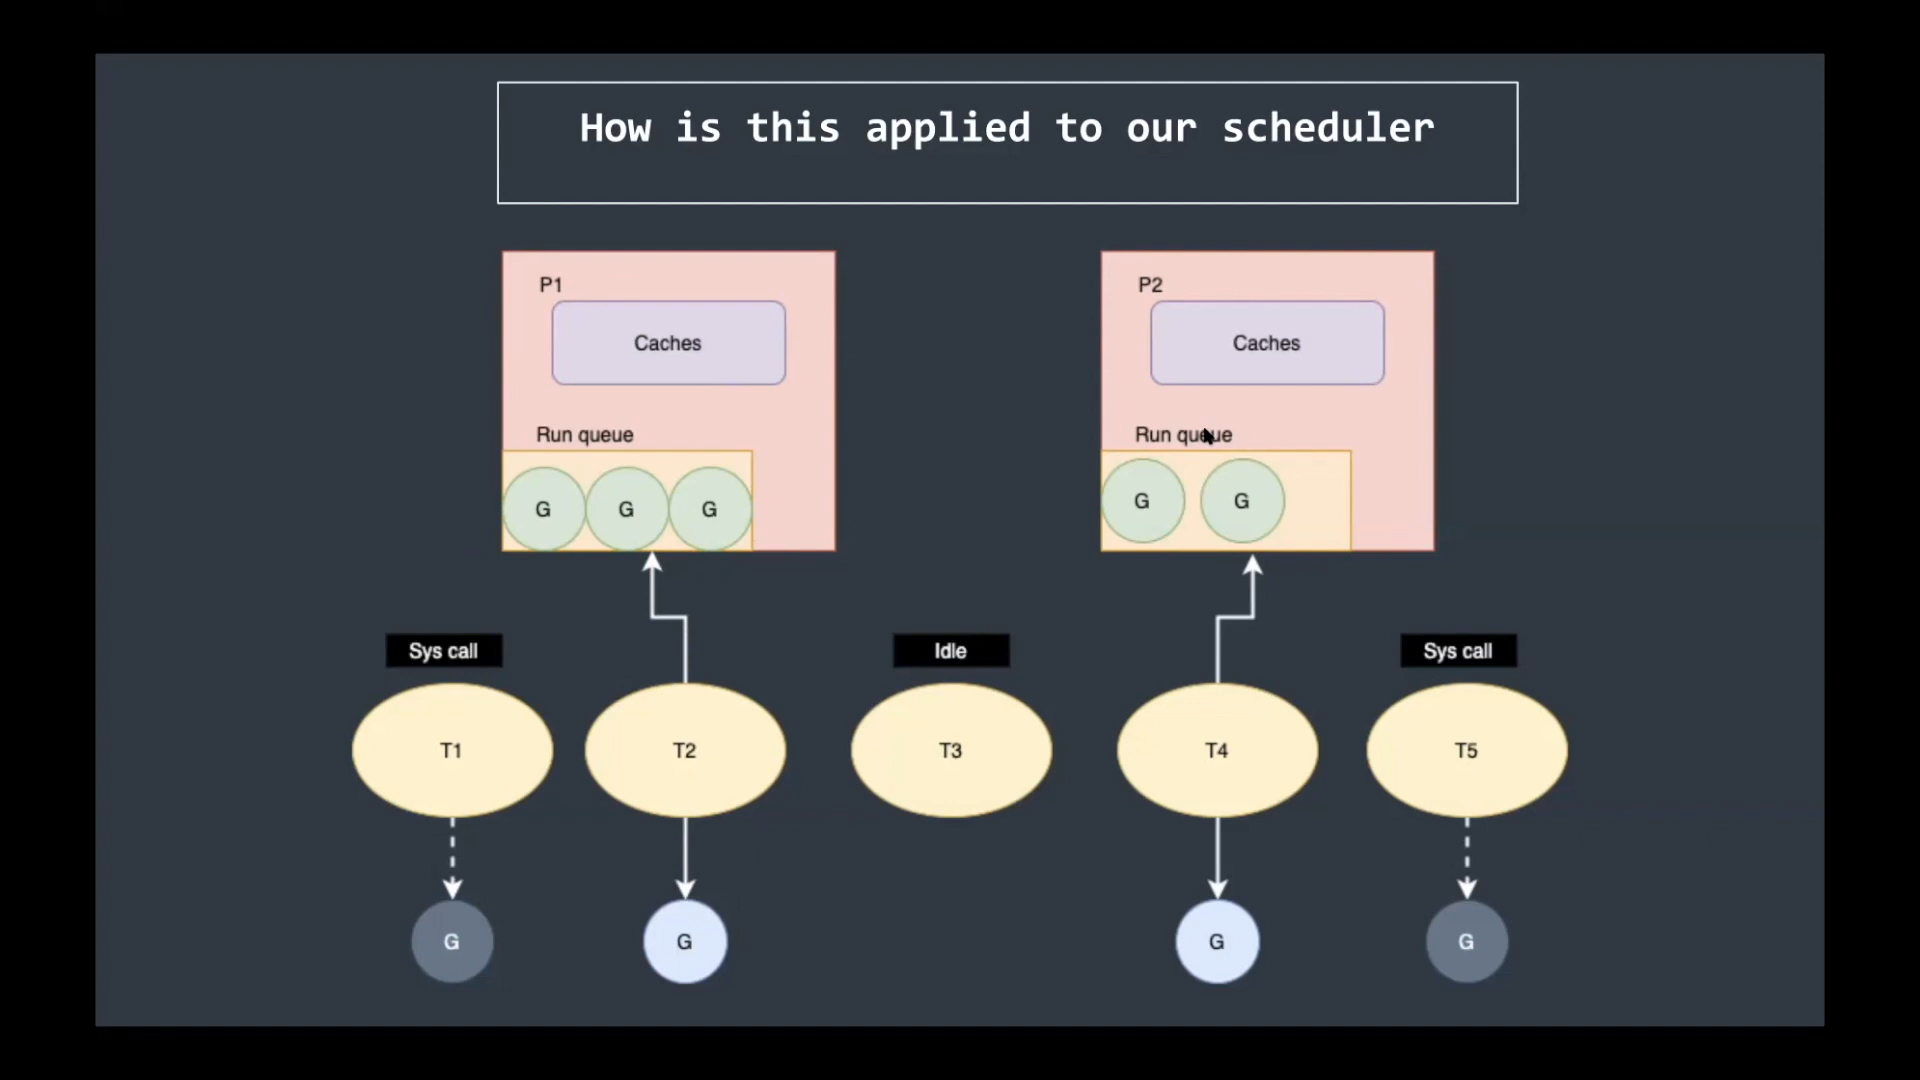 How is this applied to our scheduler
P1
Caches
Run queue
G
G
G
P2
Caches
Run queue
G
G
Sys call
Idle
Sys call
T1
T2
T3
T4
T5
G
G
G
G